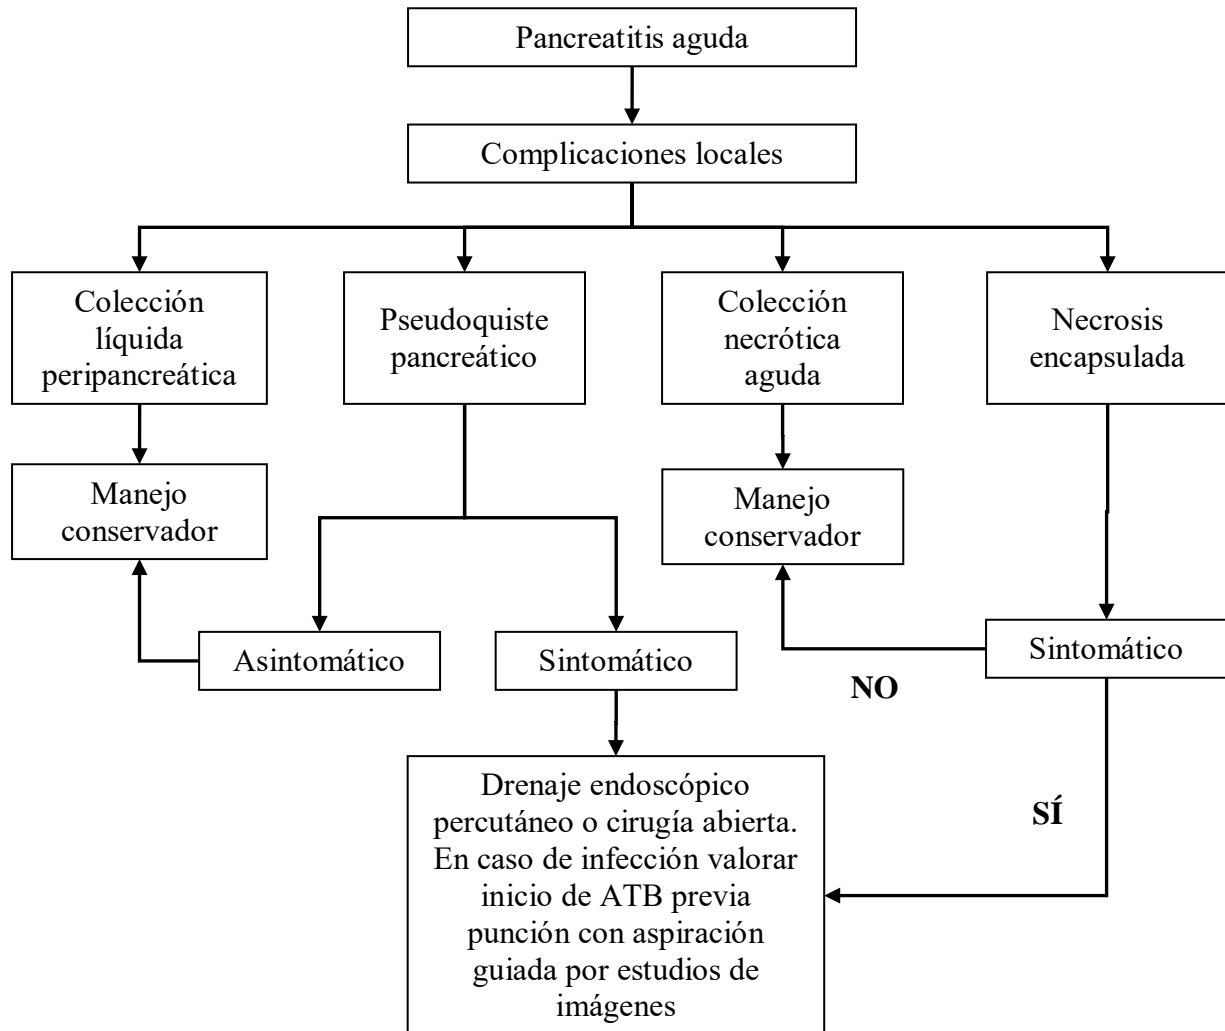 Pancreatitis aguda
Complicaciones locales
Colección
líquida
peripancreática
Pseudoquiste
pancreático
Colección
necrótica
aguda
Necrosis
encapsulada
Manejo
conservador
Manejo
conservador
Asintomático
Sintomático
Sintomático
NO
SÍ
Drenaje endoscópico
percutáneo o cirugía abierta.
En caso de infección valorar
inicio de ATB previa
punción con aspiración
guiada por estudios de
imágenes